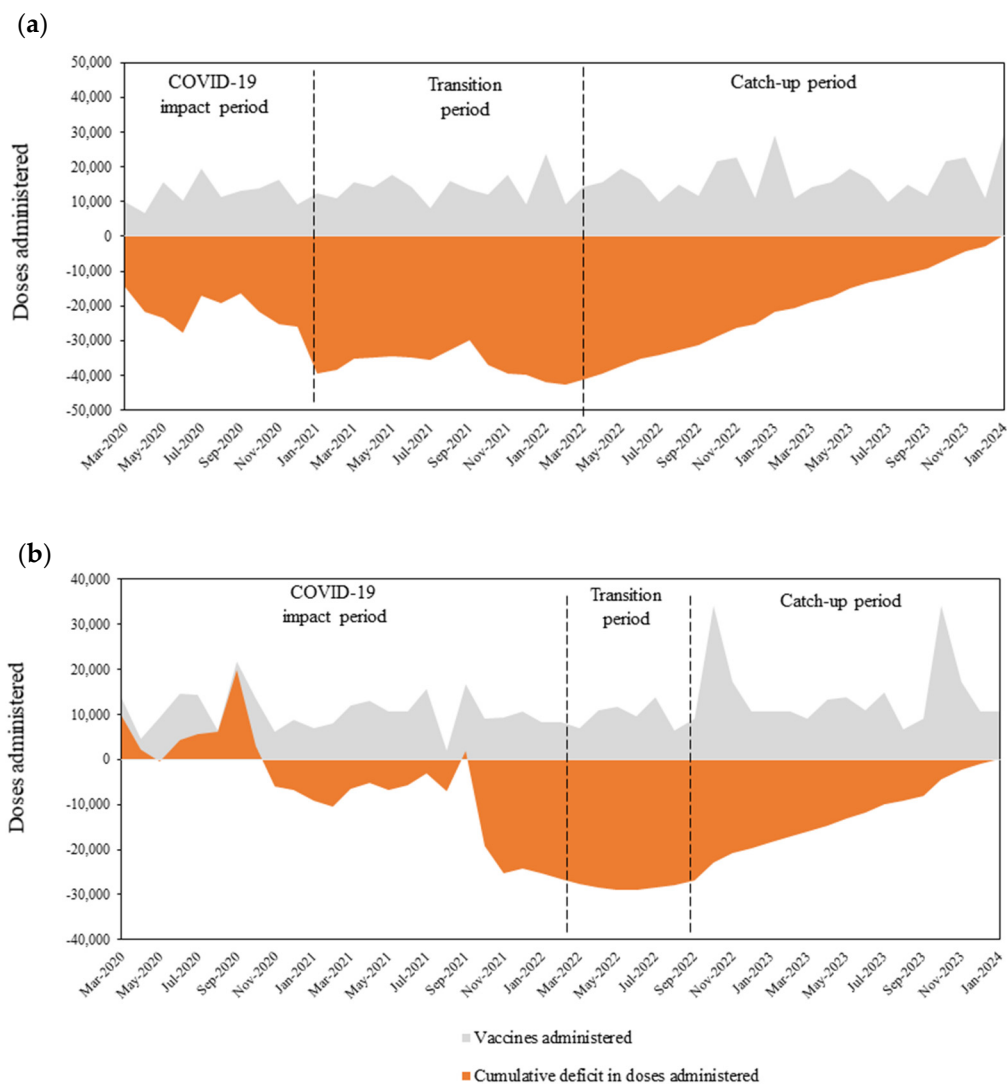 (a)
50,000
40,000
30,000
20,000
10,000
0
-10,000
-20,000
-30,000
-40,000
-50,000
Doses administered
COVID-19
impact period
Transition
period
Catch-up period
Mar-2020
May-2020
Jul-2020
Sep-2020
Nov-2020
Jan-2021
Mar-2021
May-2021
Jul-2021
Sep-2021
Nov-2021
Jan-2022
Mar-2022
May-2022
Jul-2022
Sep-2022
Nov-2022
Jan-2023
Mar-2023
May-2023
Jul-2023
Sep-2023
Nov-2023
Jan-2024
(b)
40,000
30,000
20,000
10,000
0
-10,000
-20,000
-30,000
-40,000
Doses administered
COVID-19
impact period
Transition
period
Catch-up period
Mar-2020
May-2020
Jul-2020
Sep-2020
Nov-2020
Jan-2021
Mar-2021
May-2021
Jul-2021
Sep-2021
Nov-2021
Jan-2022
Mar-2022
May-2022
Jul-2022
Sep-2022
Nov-2022
Jan-2023
Mar-2023
May-2023
Jul-2023
Sep-2023
Nov-2023
Jan-2024
Vaccines administered
Cumulative deficit in doses administered